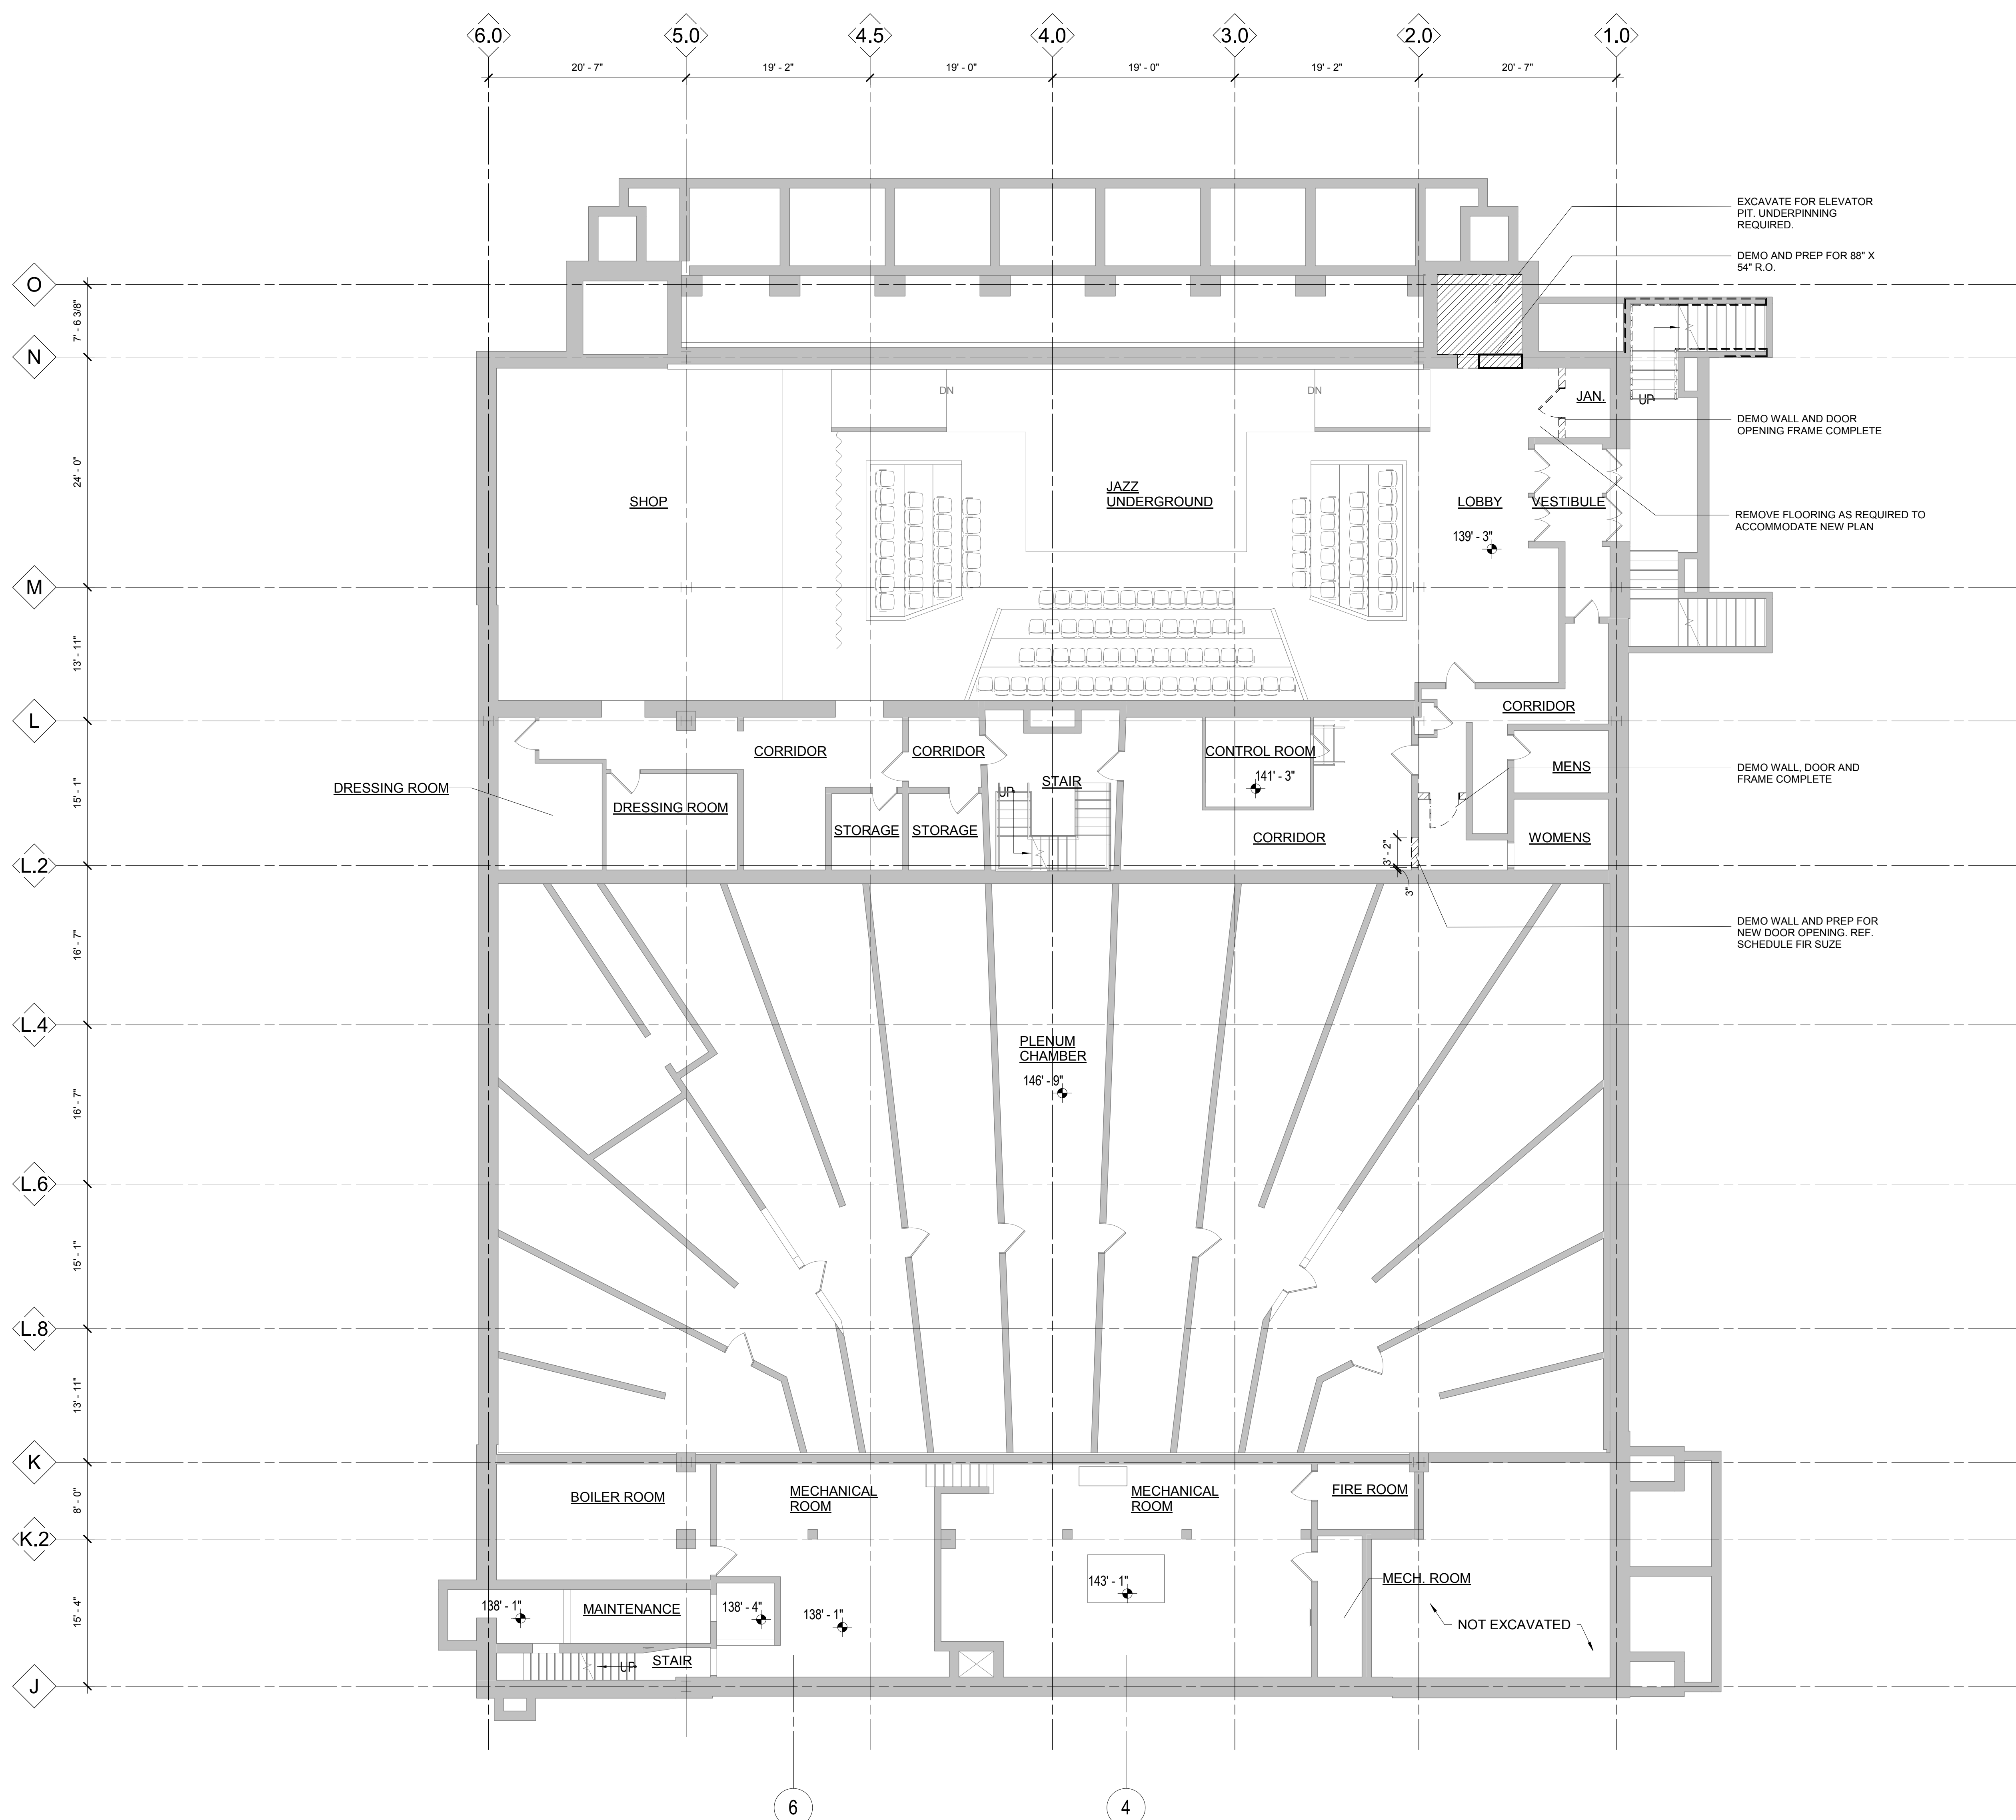 6.0
5.0
4.5
4.0
3.0
2.0
1.0
20' - 7"
19' - 2"
19' - 0"
19' - 0"
19' - 2"
20' - 7"
EXCAVATE FOR ELEVATOR
PIT. UNDERPINNING
REQUIRED.
DEMO AND PREP FOR 88" X
54" R.O.
O
7' - 6 3/8"
N
DN
DN
JAN.
UP
DEMO WALL AND DOOR
OPENING FRAME COMPLETE
24' - 0"
SHOP
JAZZ
UNDERGROUND
LOBBY
VESTIBULE
REMOVE FLOORING AS REQUIRED TO
ACCOMMODATE NEW PLAN
139' - 3"
M
13' - 11"
L
CORRIDOR
CORRIDOR
CORRIDOR
CONTROL ROOM
141' - 3"
MENS
DEMO WALL, DOOR AND
FRAME COMPLETE
15' - 1"
DRESSING ROOM
DRESSING ROOM
UP
STAIR
STORAGE
STORAGE
CORRIDOR
WOMENS
3' - 2"
3"
L.2
DEMO WALL AND PREP FOR
NEW DOOR OPENING. REF.
SCHEDULE FIR SUZE
16' - 7"
L.4
PLENUM
CHAMBER
146' - 9"
16' - 7"
L.6
15' - 1"
L.8
13' - 11"
K
8' - 0"
BOILER ROOM
MECHANICAL
ROOM
MECHANICAL
ROOM
FIRE ROOM
K.2
15' - 4"
143' - 1"
MECH. ROOM
138' - 1"
MAINTENANCE
138' - 4"
138' - 1"
NOT EXCAVATED
UP
STAIR
J
6
4